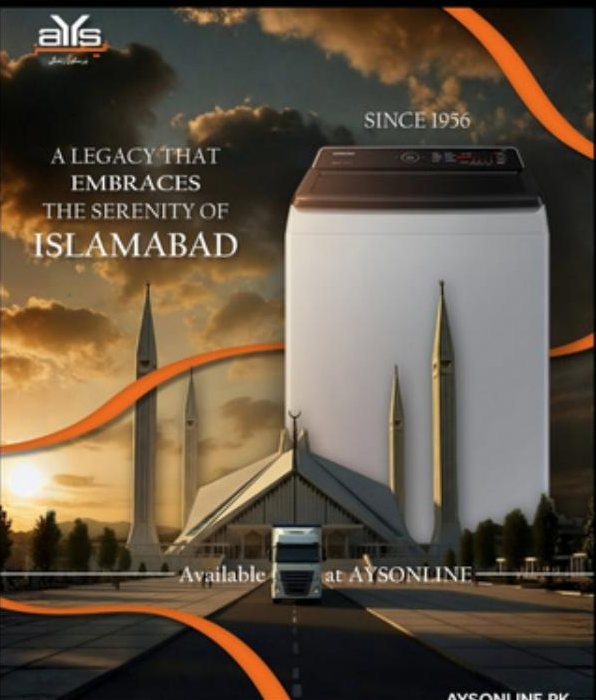 aYs
SINCE 1956
A LEGACY THAT
EMBRACES
THE SERENITY OF
ISLAMABAD
Available at AYSONLINE
AYSONLINE.PK